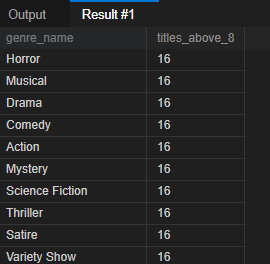 Output Result #1
genre_name titles_above_8
Horror 16
Musical 16
Drama 16
Comedy 16
Action 16
Mystery 16
Science Fiction 16
Thriller 16
Satire 16
Variety Show 16